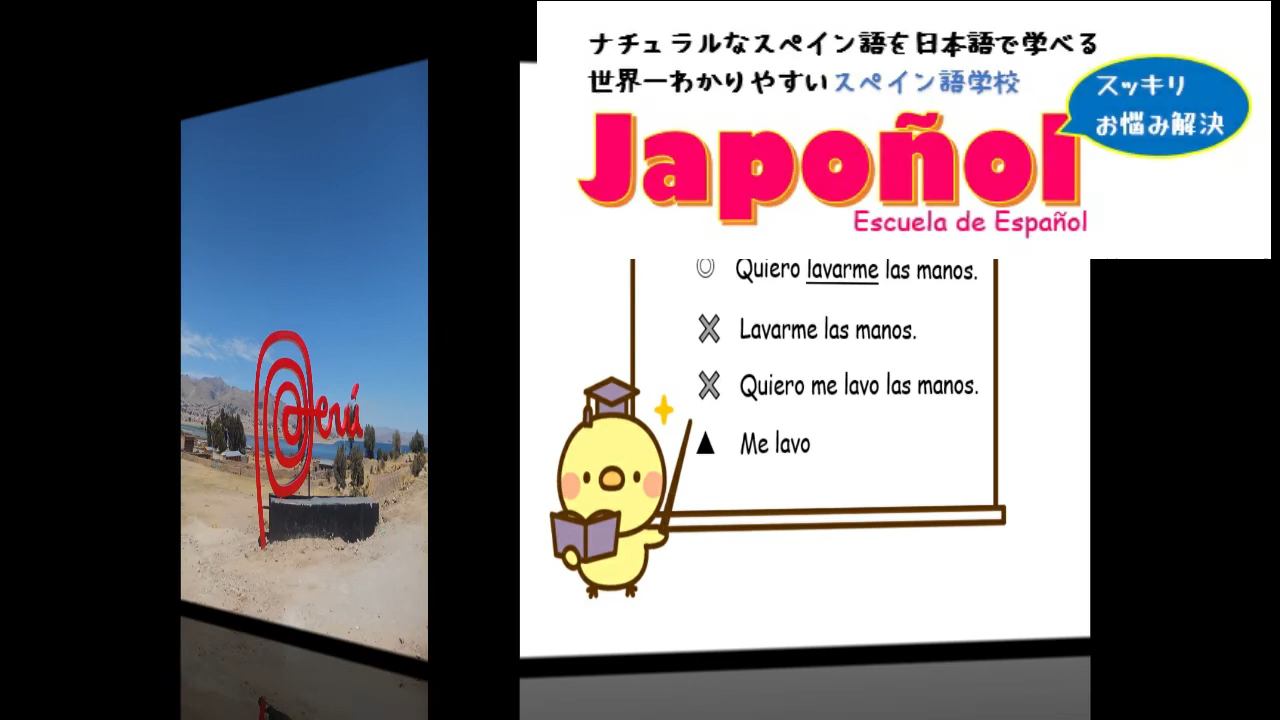 ナチュラルなスペイン語を日本語で学べる
世界一わかりやすいスペイン語学校
スッキリ
お悩み解決
Japoñol
Escuela de Español
Perú
◎ Quiero lavarme las manos.
✕ Lavarme las manos.
✕ Quiero me lavo las manos.
▲ Me lavo